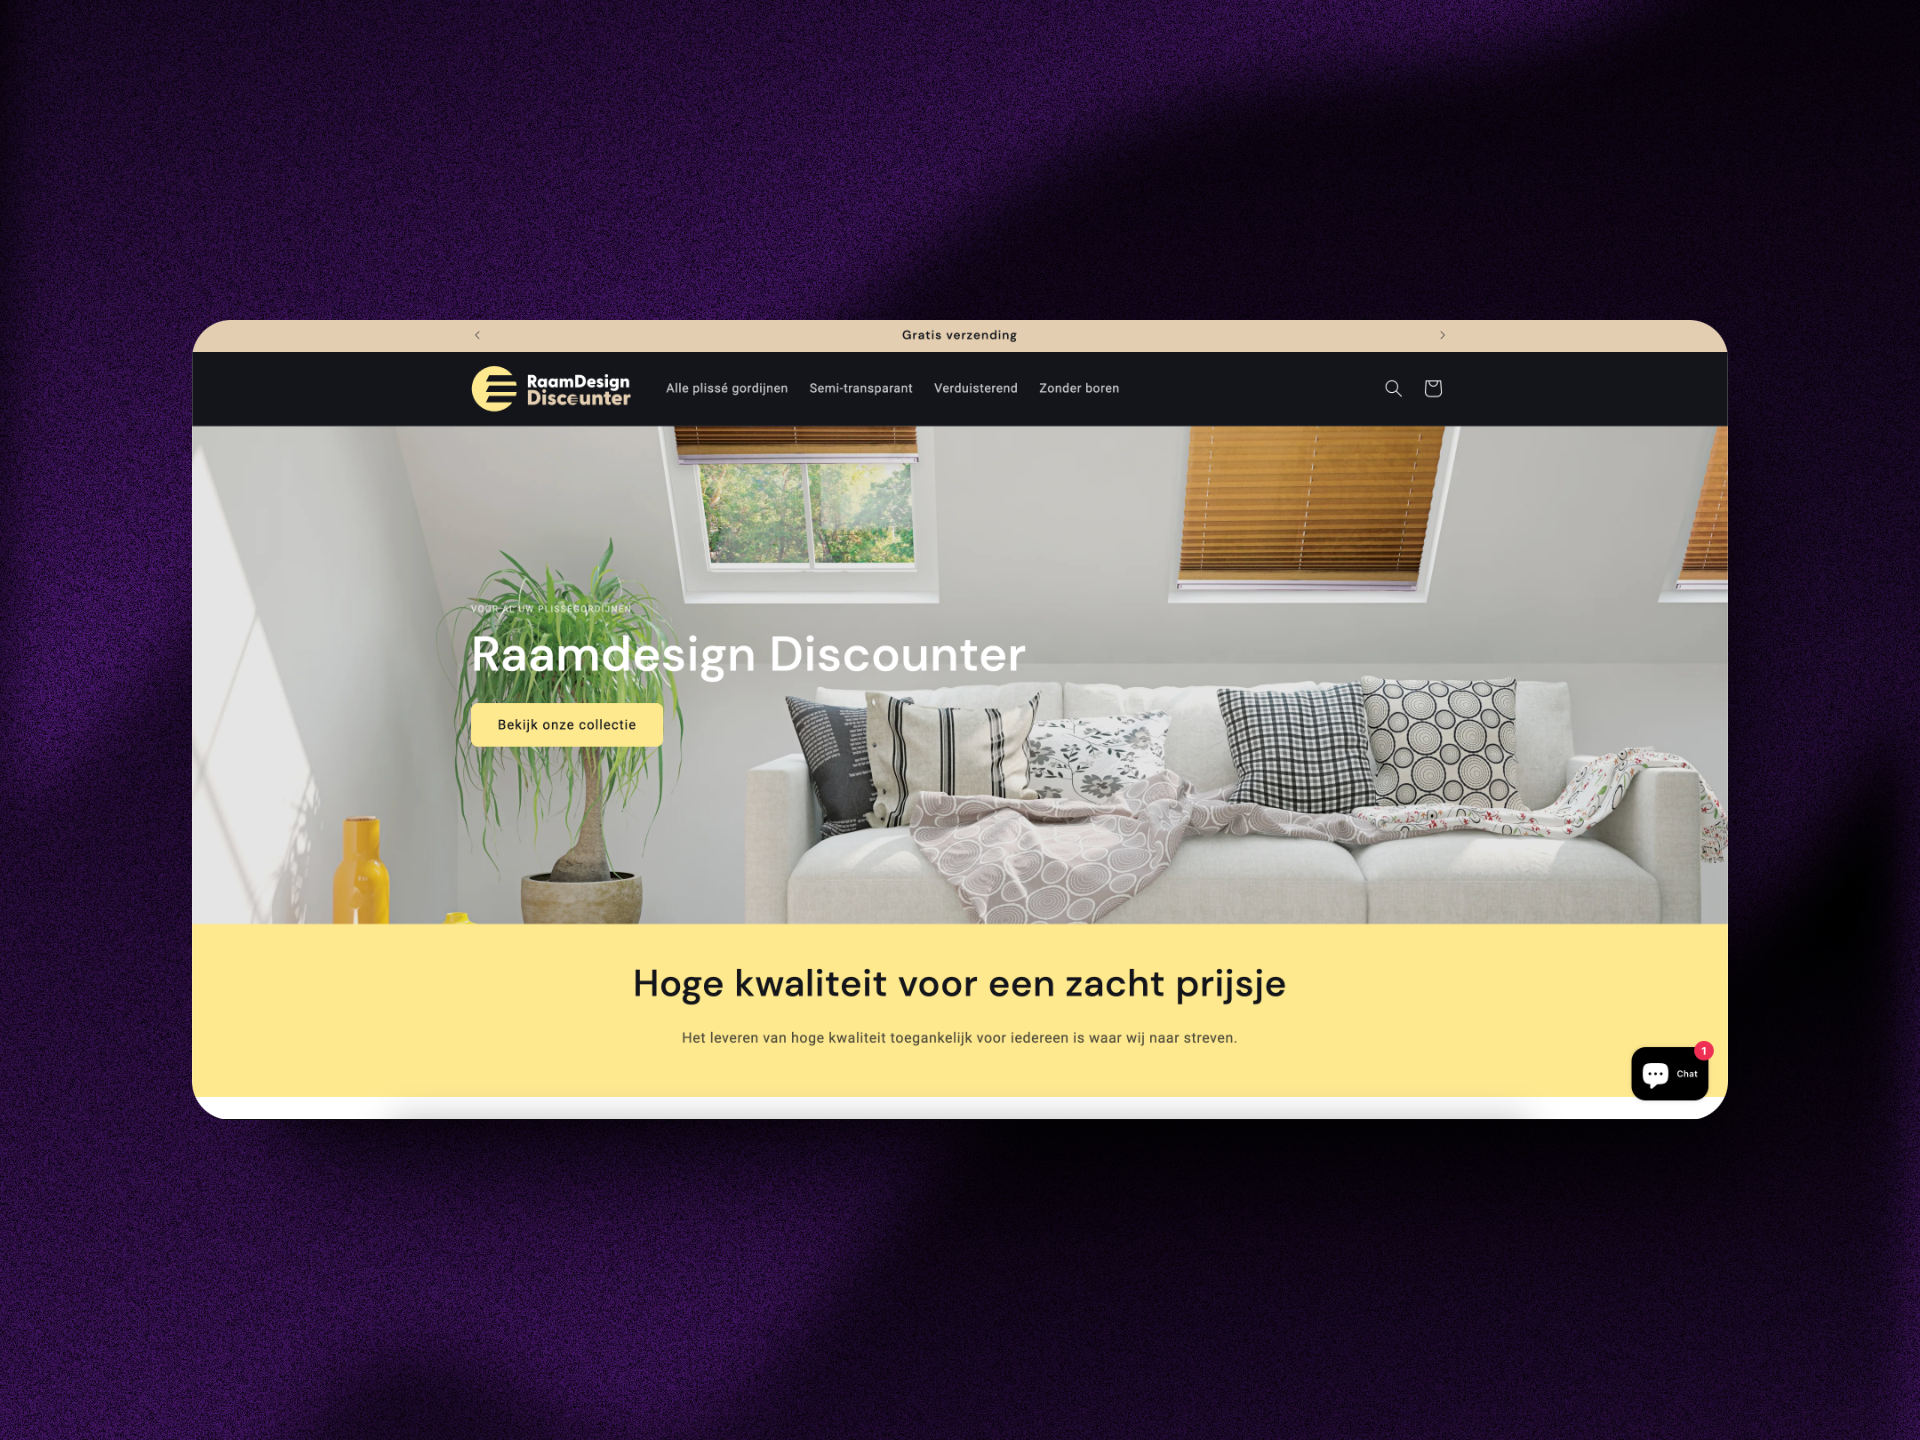 Gratis verzending
RaamDesign
Discounter
Alle plissé gordijnen Semi-transparant Verduisterend Zonder boren
VOOR AL UW PLISSÉGORDIJNEN
Raamdesign Discounter
Bekijk onze collectie
Hoge kwaliteit voor een zacht prijsje
Het leveren van hoge kwaliteit toegankelijk voor iedereen is waar wij naar streven.
1
Chat